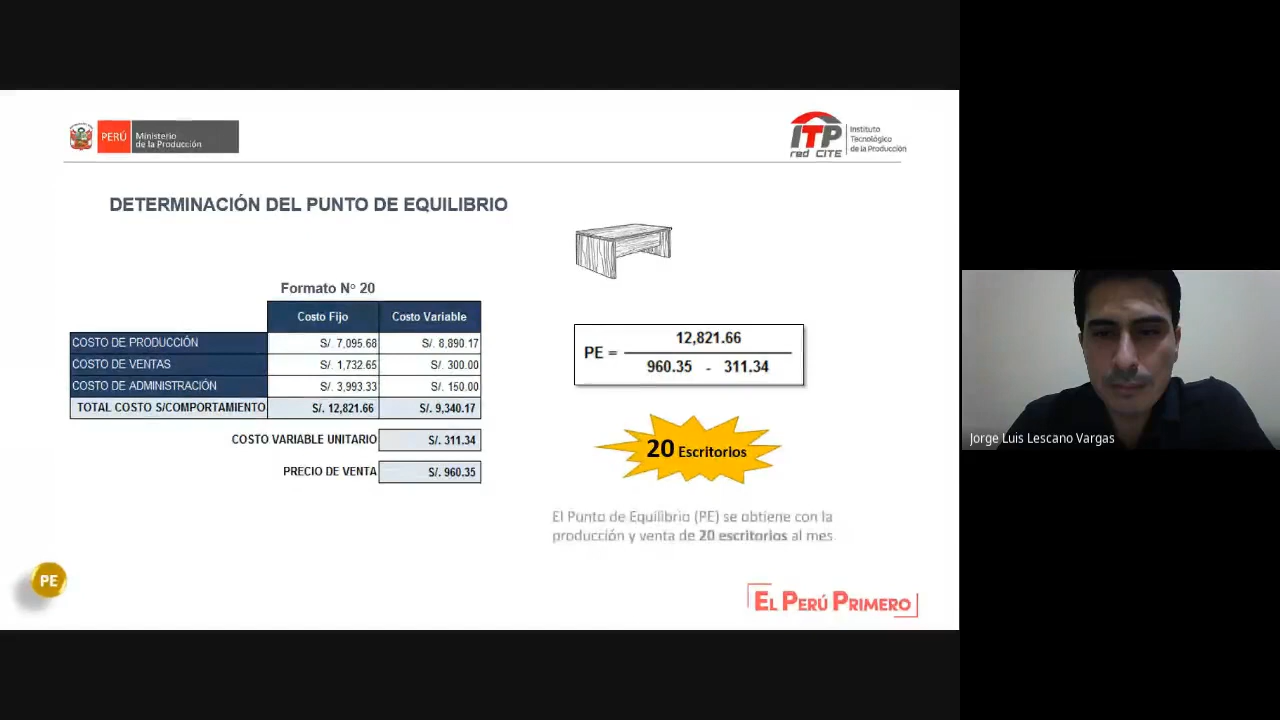 PERÚ
Ministerio
de la Producción
ITP
red CITE
Instituto
Tecnológico
de la Producción
DETERMINACIÓN DEL PUNTO DE EQUILIBRIO
Formato N° 20
Costo Fijo Costo Variable
COSTO DE PRODUCCIÓN S/. 7,095.68 S/. 8,890.17
COSTO DE VENTAS S/. 1,732.65 S/. 300.00
COSTO DE ADMINISTRACIÓN S/. 3,993.33 S/. 150.00
TOTAL COSTO S/COMPORTAMIENTO S/. 12,821.66 S/. 9,340.17
COSTO VARIABLE UNITARIO S/. 311.34
PRECIO DE VENTA S/. 960.35
12,821.66
PE =
960.35 - 311.34
20 Escritorios
El Punto de Equilibrio (PE) se obtiene con la
producción y venta de 20 escritorios al mes.
PE
EL PERÚ PRIMERO
Jorge Luis Lescano Vargas